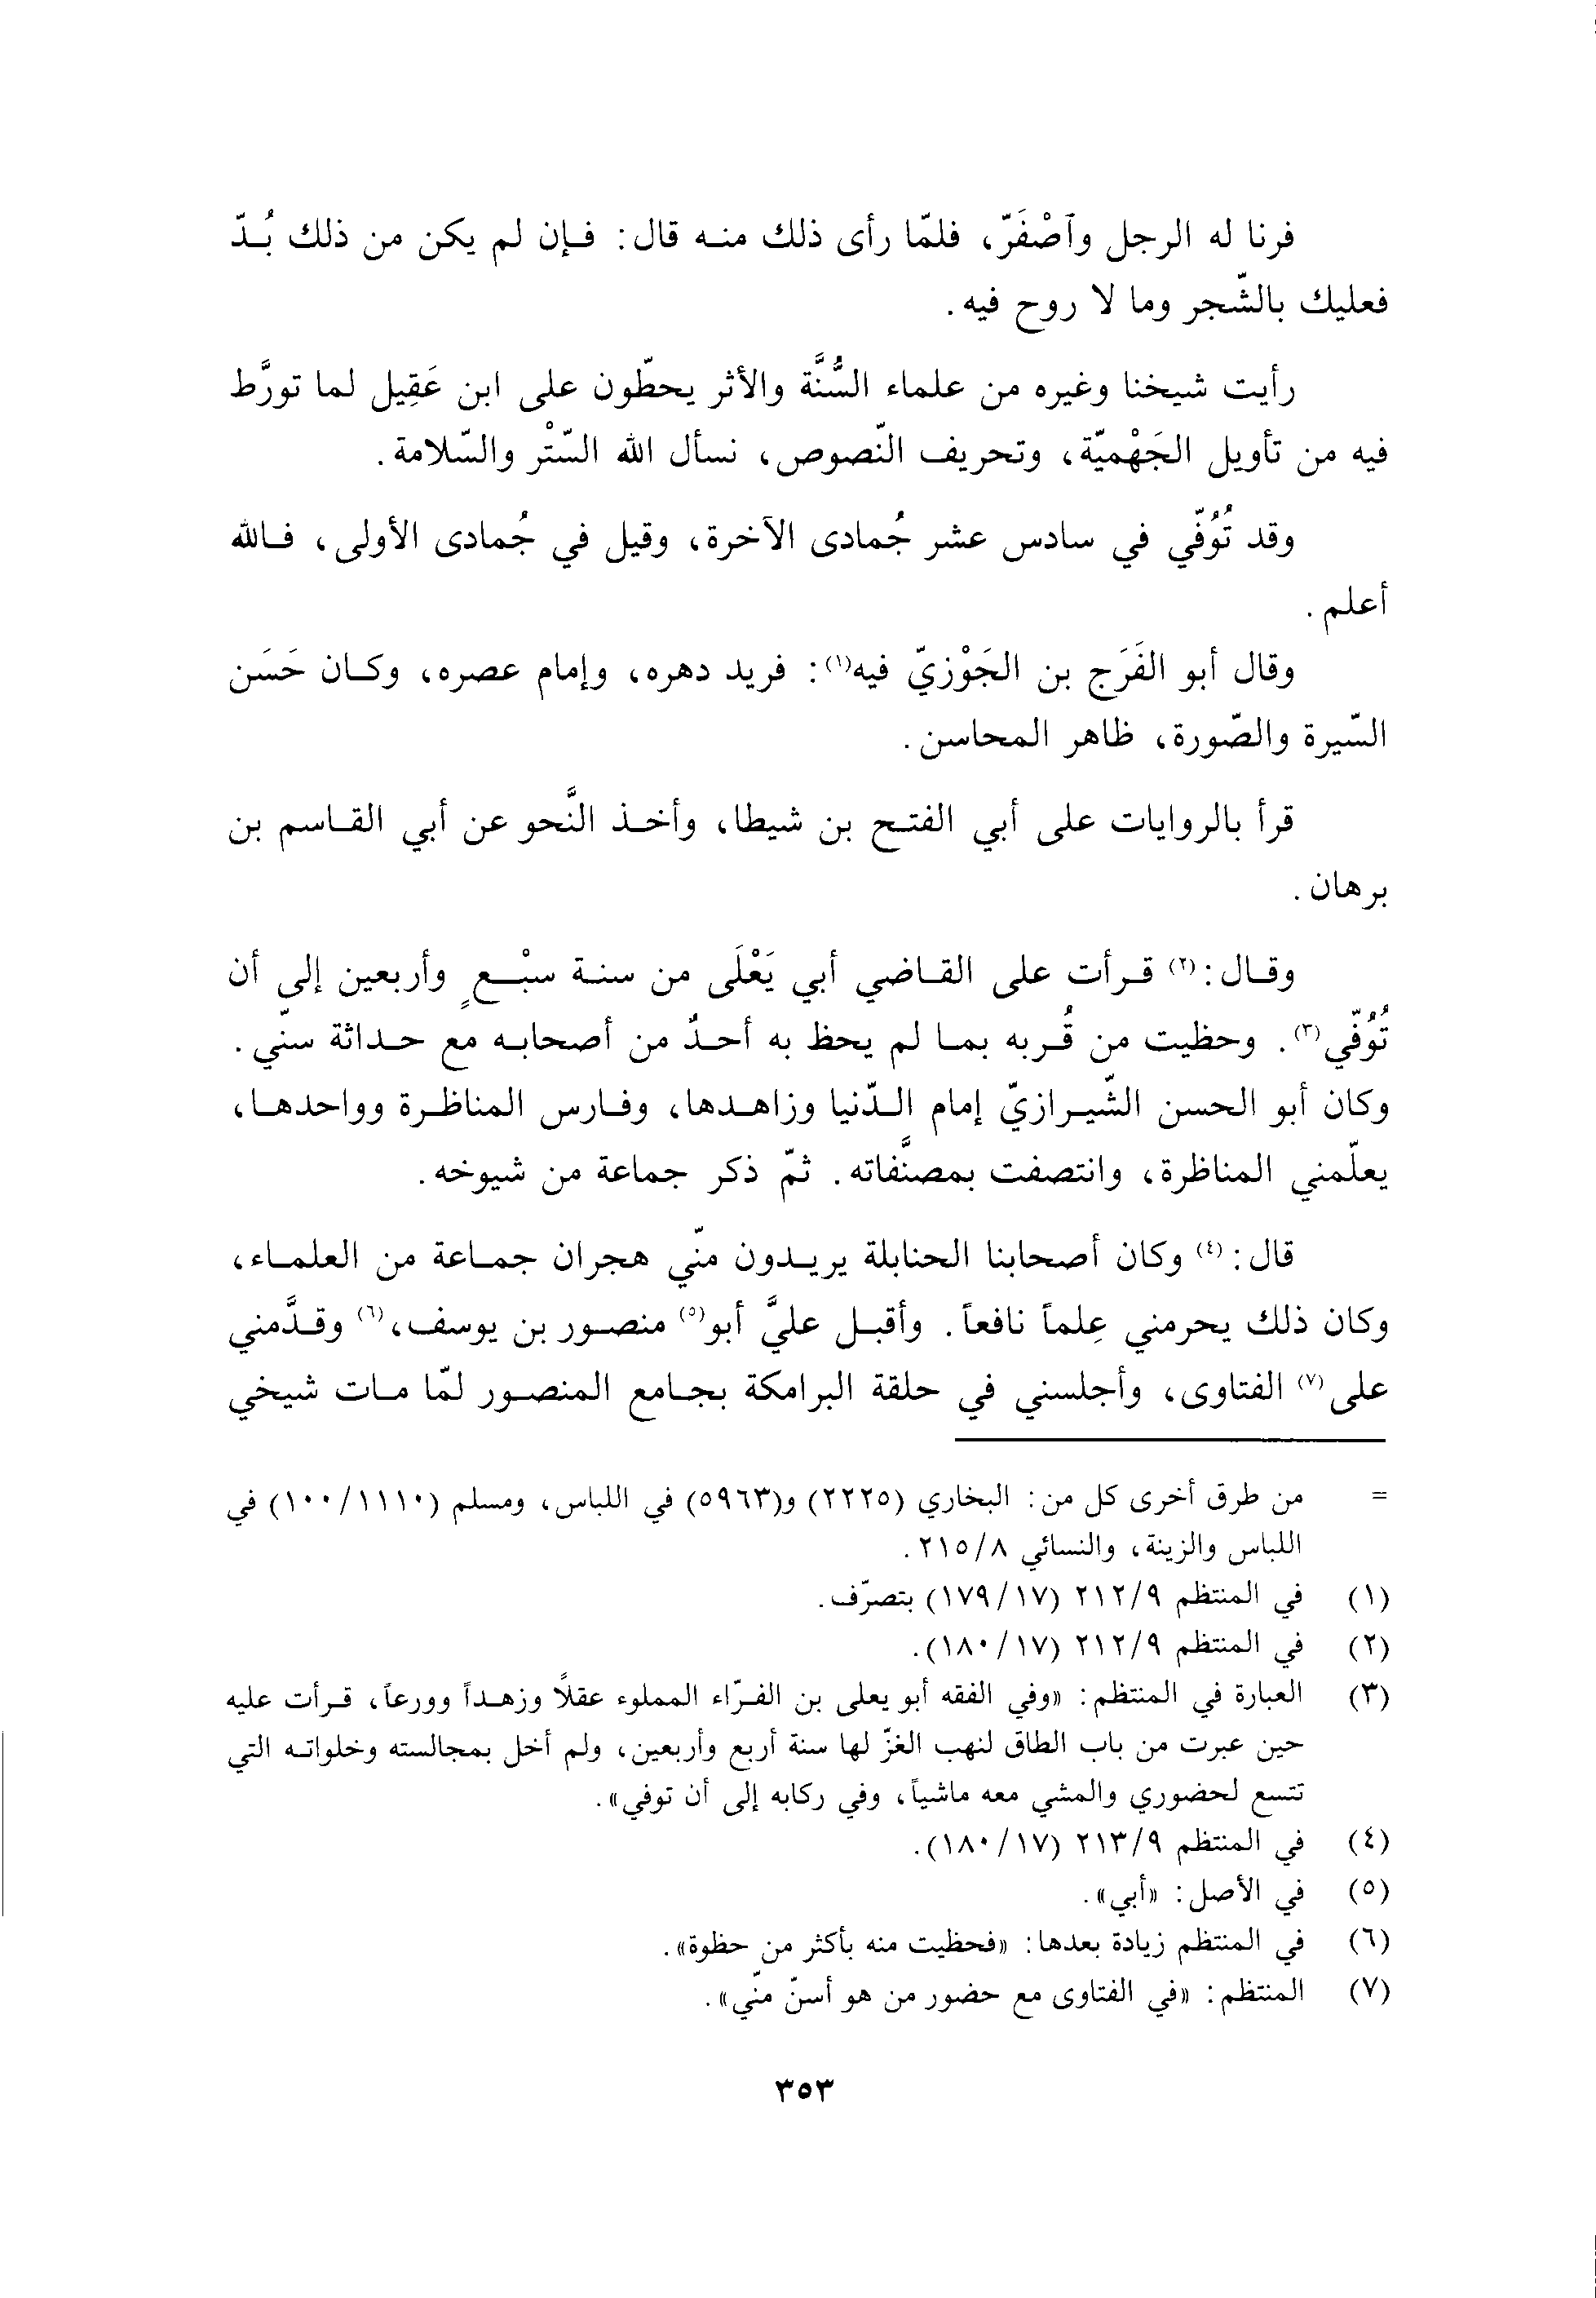 فرنا له الرجل وآصْفَرّ، فلمّا رأى ذلك منه قال: فإن لم يكن من ذلك بُدّ
فعليك بالشّجر وما لا روح فيه.
رأيت شيخنا وغيره من علماء السُّنَّة والأثر يحطّون على ابن عَقِيل لما تورَّط
فيه من تأويل الجَهْميّة، وتحريف النّصوص، نسأل الله السّتْر والسّلامة.
وقد تُوُفّي في سادس عشر جُمادى الآخرة، وقيل في جُمادى الأولى، فالله
أعلم.
وقال أبو الفَرَج بن الجَوْزيّ فيه(١): فريد دهره، وإمام عصره، وكان حَسَن
السّيرة والصّورة، ظاهر المحاسن.
قرأ بالروايات على أبي الفتح بن شيطا، وأخذ النَّحو عن أبي القاسم بن
برهان.
وقال:(٢) قرأت على القاضي أبي يَعْلَى من سنة سبْعٍ وأربعين إلى أن
تُوُفّي(٣). وحظيت من قُربه بما لم يحظ به أحدٌ من أصحابه مع حداثة سنّي.
وكان أبو الحسن الشّيرازيّ إمام الدّنيا وزاهدها، وفارس المناظرة وواحدها،
يعلّمني المناظرة، وانتصفت بمصنَّفاته. ثمّ ذكر جماعة من شيوخه.
قال:(٤) وكان أصحابنا الحنابلة يريدون منّي هجران جماعة من العلماء،
وكان ذلك يحرمني عِلماً نافعاً. وأقبل عليَّ أبو(٥) منصور بن يوسف،(٦) وقدَّمني
على(٧) الفتاوى، وأجلسني في حلقة البرامكة بجامع المنصور لمّا مات شيخي
= من طرق أخرى كل من: البخاري (٢٢٢٥) و(٥٩٦٣) في اللباس، ومسلم (١٠٠/١١١٠) في
اللباس والزينة، والنسائي ٢١٥/٨.
(١) في المنتظم ٢١٢/٩ (١٧٩/١٧) بتصرّف.
(٢) في المنتظم ٢١٢/٩ (١٨٠/١٧).
(٣) العبارة في المنتظم: «وفي الفقه أبو يعلى بن الفرّاء المملوء عقلاً وزهداً وورعاً، قرأت عليه
حين عبرت من باب الطاق لنهب الغزّ لها سنة أربع وأربعين، ولم أخل بمجالسته وخلواته التي
تتسع لحضوري والمشي معه ماشياً، وفي ركابه إلى أن توفي».
(٤) في المنتظم ٢١٣/٩ (١٨٠/١٧).
(٥) في الأصل: «أبي».
(٦) في المنتظم زيادة بعدها: «فحظيت منه بأكثر من حظوة».
(٧) المنتظم: «في الفتاوى مع حضور من هو أسنّ منّي».
٣٥٣